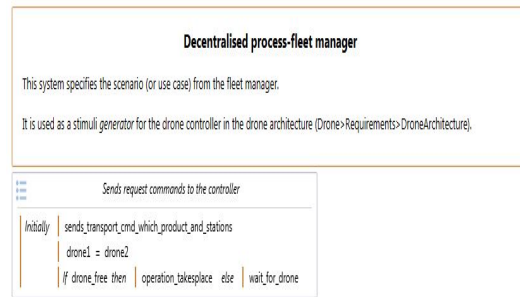 Decentralised process-fleet manager
This system specifies the scenario (or use case) from the fleet manager.
It is used as a stimuli generator for the drone controller in the drone architecture (Drone>Requirements>DroneArchitecture).
Sends request commands to the controller
Initially sends_transport_cmd_which_product_and_stations
drone1 = drone2
If drone_free then operation_takesplace else wait_for_drone